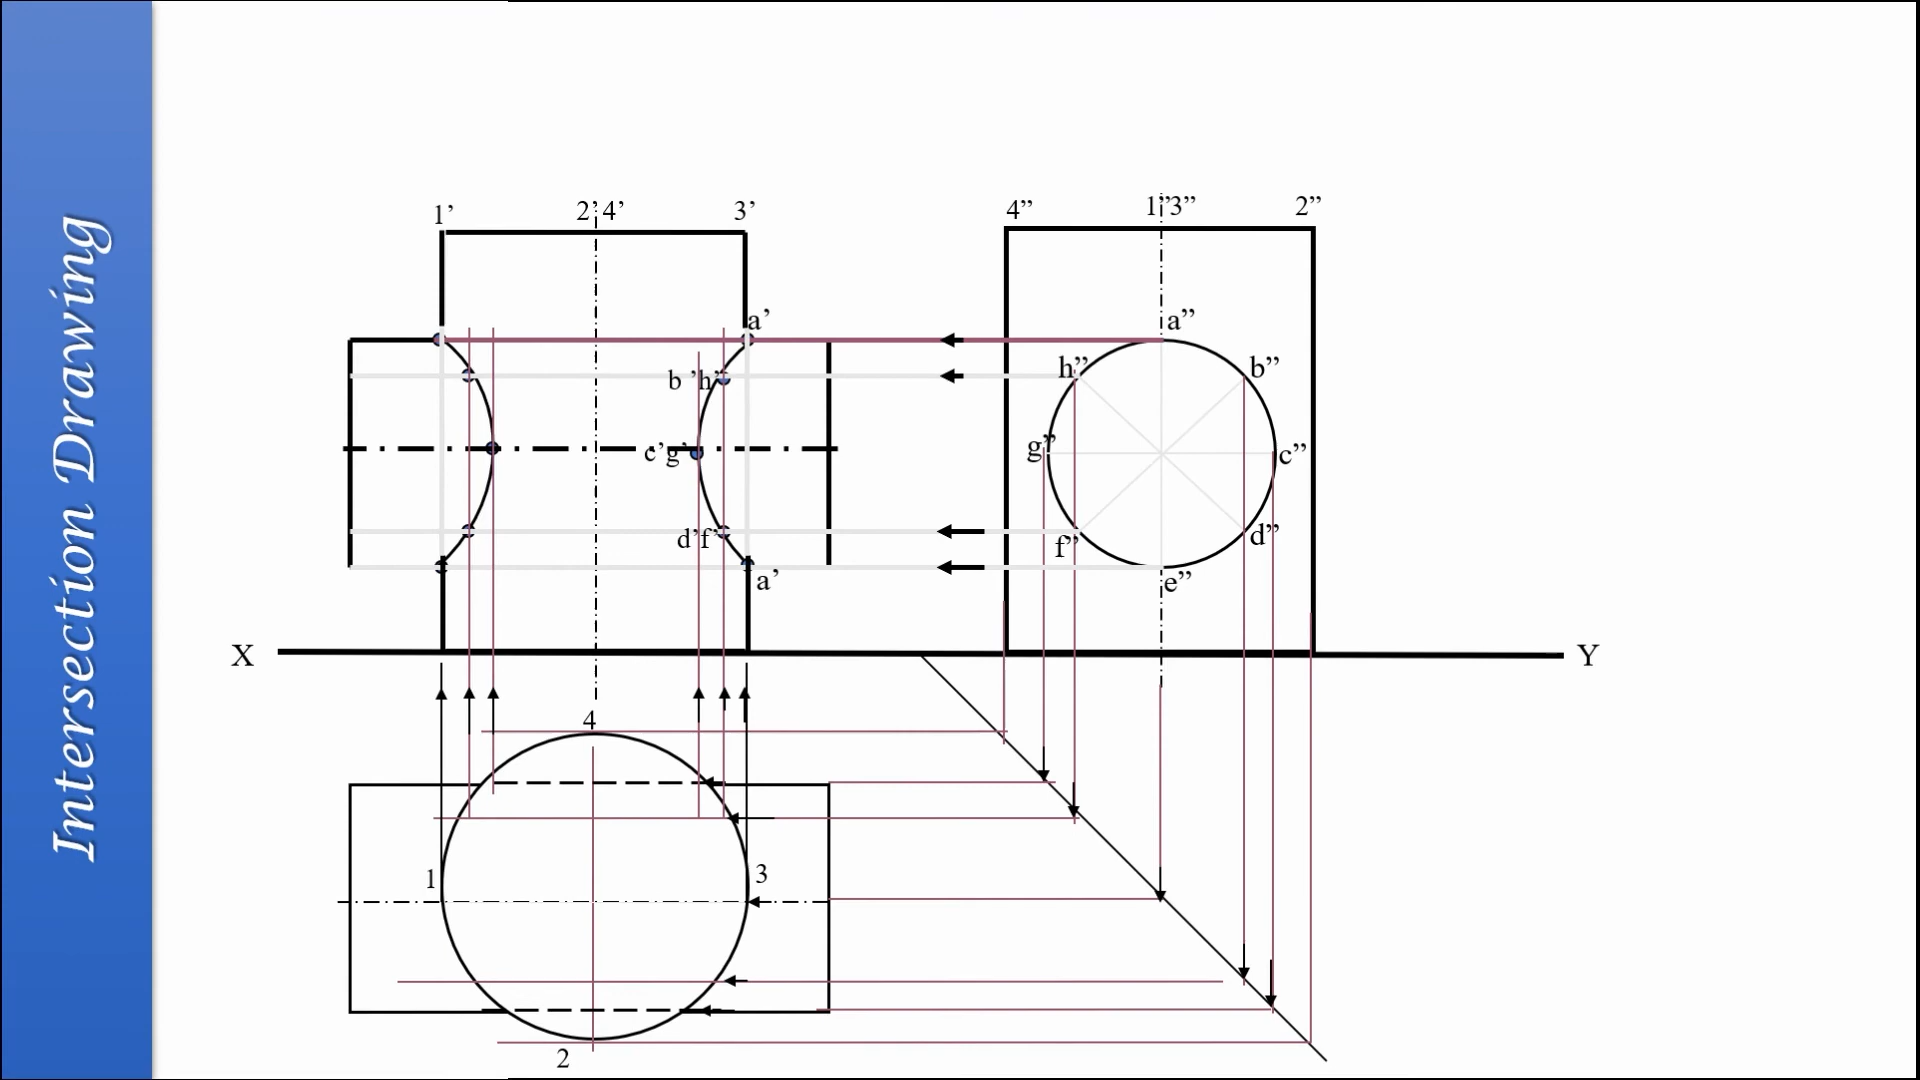 Intersection Drawing
1’ 2’ 4’ 3’ 4” 1”3” 2”
a’ a”
b ’h’ h” b”
c’g’ g” c”
d’f’ f” d”
a’ e”
X Y
4
1 3
2